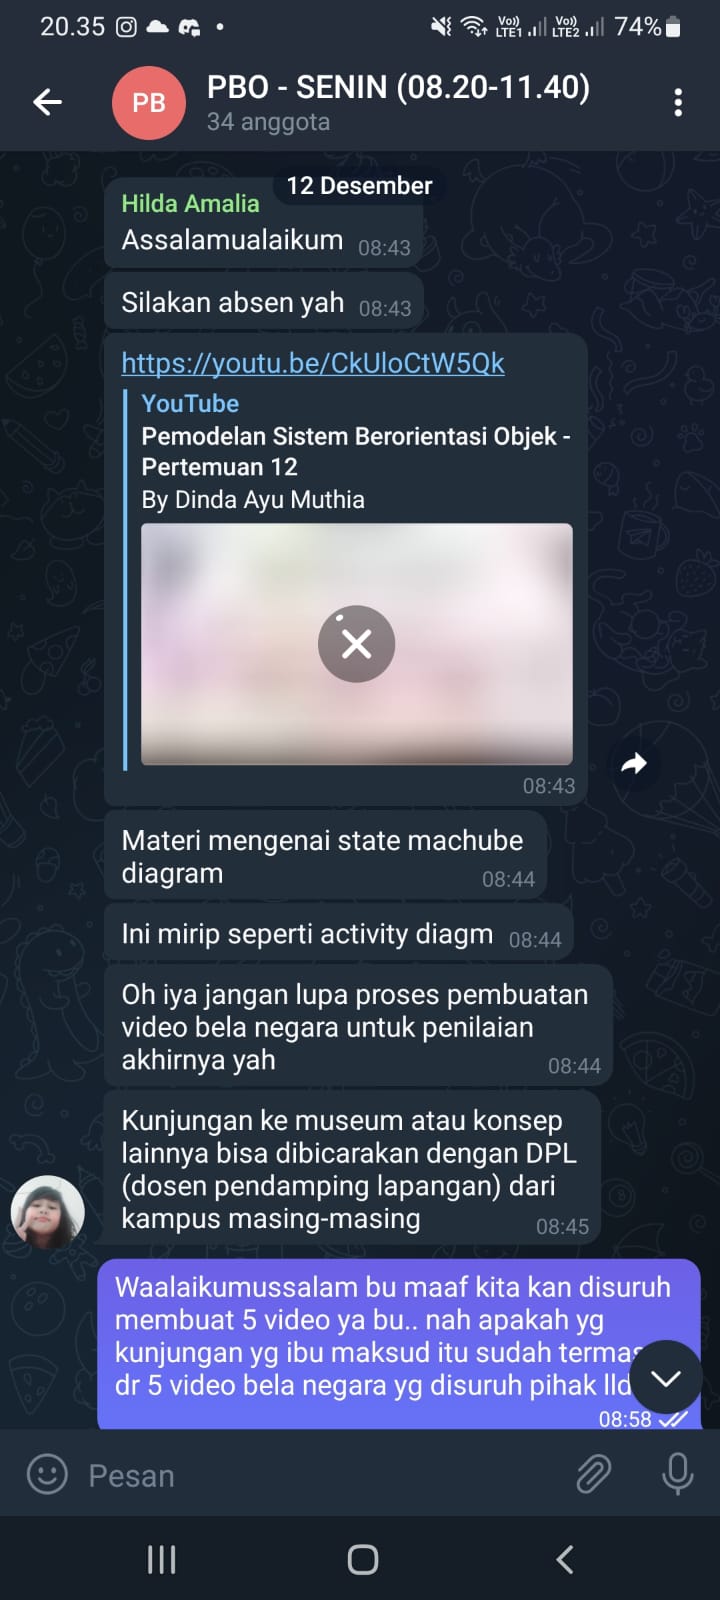 20.35
Vo)) LTE1
Vo)) LTE2
74%
PB
PBO - SENIN (08.20-11.40)
34 anggota
12 Desember
Hilda Amalia
Assalamualaikum 08:43
Silakan absen yah 08:43
https://youtu.be/CkUloCtW5Qk
YouTube
Pemodelan Sistem Berorientasi Objek -
Pertemuan 12
By Dinda Ayu Muthia
08:43
Materi mengenai state machube
diagram 08:44
Ini mirip seperti activity diagm 08:44
Oh iya jangan lupa proses pembuatan
video bela negara untuk penilaian
akhirnya yah 08:44
Kunjungan ke museum atau konsep
lainnya bisa dibicarakan dengan DPL
(dosen pendamping lapangan) dari
kampus masing-masing 08:45
Waalaikumussalam bu maaf kita kan disuruh
membuat 5 video ya bu.. nah apakah yg
kunjungan yg ibu maksud itu sudah
dr 5 video bela negara yg disuruh pihak
08:58
Pesan